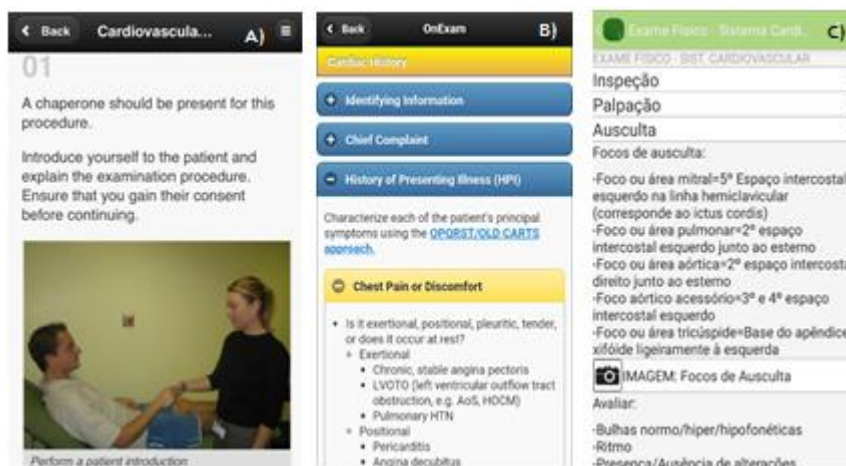 Back Cardiovascula... A)
01
A chaperone should be present for this
procedure.
Introduce yourself to the patient and
explain the examination procedure.
Ensure that you gain their consent
before continuing.
Perform a patient introduction
Back OnExam B)
Cardiac History
Identifying Information
Chief Complaint
History of Presenting Illness (HPI)
Characterize each of the patient's principal
symptoms using the OPQRST/OLD CARTS
approach.
Chest Pain or Discomfort
• Is it exertional, positional, pleuritic, tender,
or does it occur at rest?
Exertional
• Chronic, stable angina pectoris
• LVOTO (left ventricular outflow tract
obstruction, e.g. AoS, HOCM)
• Pulmonary HTN
Positional
• Pericarditis
• Angina decubitus
Exame Físico - Sistema Cardi... C)
EXAME FÍSICO - SIST. CARDIOVASCULAR
Inspeção
Palpação
Ausculta
Focos de ausculta:
-Foco ou área mitral=5º Espaço intercostal
esquerdo na linha hemiclavicular
(corresponde ao ictus cordis)
-Foco ou área pulmonar=2º espaço
intercostal esquerdo junto ao esterno
-Foco ou área aórtica=2º espaço intercosta
direito junto ao esterno
-Foco aórtico acessório=3º e 4º espaço
intercostal esquerdo
-Foco ou área tricúspide=Base do apêndice
xifóide ligeiramente à esquerda
IMAGEM: Focos de Ausculta
Avaliar:
-Bulhas normo/hiper/hipofonéticas
-Ritmo
-Presença/Ausência de alterações